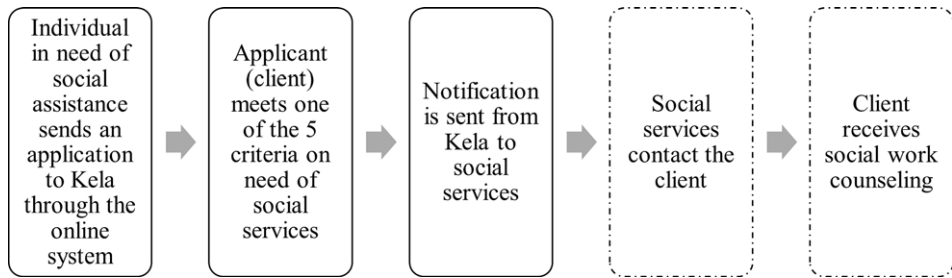 Individual
in need of
social
assistance
sends an
application
to Kela
through the
online
system
Applicant
(client)
meets one
of the 5
criteria on
need of
social
services
Notification
is sent from
Kela to
social
services
Social
services
contact the
client
Client
receives
social work
counseling